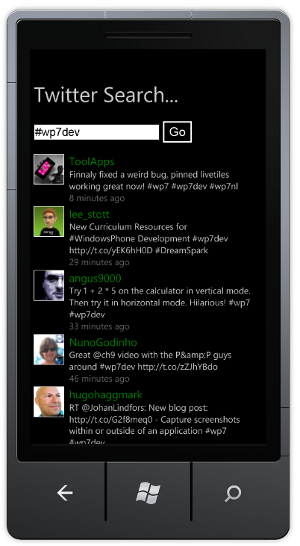 Twitter Search...
#wp7dev
Go
ToolApps
Finnaly fixed a weird bug, pinned livetiles
working great now! #wp7 #wp7dev #wp7nl
8 minutes ago
lee_stott
New Curriculum Resources for
#WindowsPhone Development #wp7dev
http://t.co/yEK6hH0D #DreamSpark
29 minutes ago
angus9000
Try 1 + 2 * 5 on the calculator in vertical mode.
Then try it in horizontal mode. Hilarious! #wp7
#wp7dev
33 minutes ago
NunoGodinho
Great @ch9 video with the P&amp;P guys
around #wp7dev http://t.co/zZJhYBdo
46 minutes ago
hugohaggmark
RT @JohanLindfors: New blog post:
http://t.co/G2f8meq0 - Capture screenshots
within or outside of an application #wp7
#wp7dev